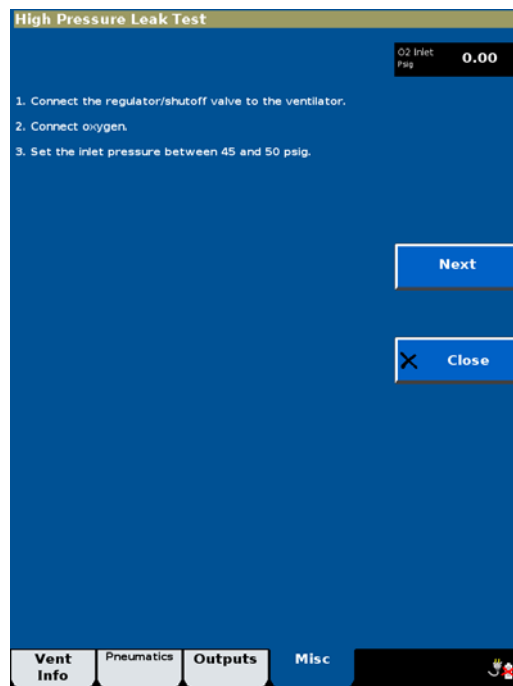 High Pressure Leak Test
O2 Inlet
Psig
0.00
1. Connect the regulator/shutoff valve to the ventilator.
2. Connect oxygen.
3. Set the inlet pressure between 45 and 50 psig.
Next
Close
Vent
Info
Pneumatics
Outputs
Misc